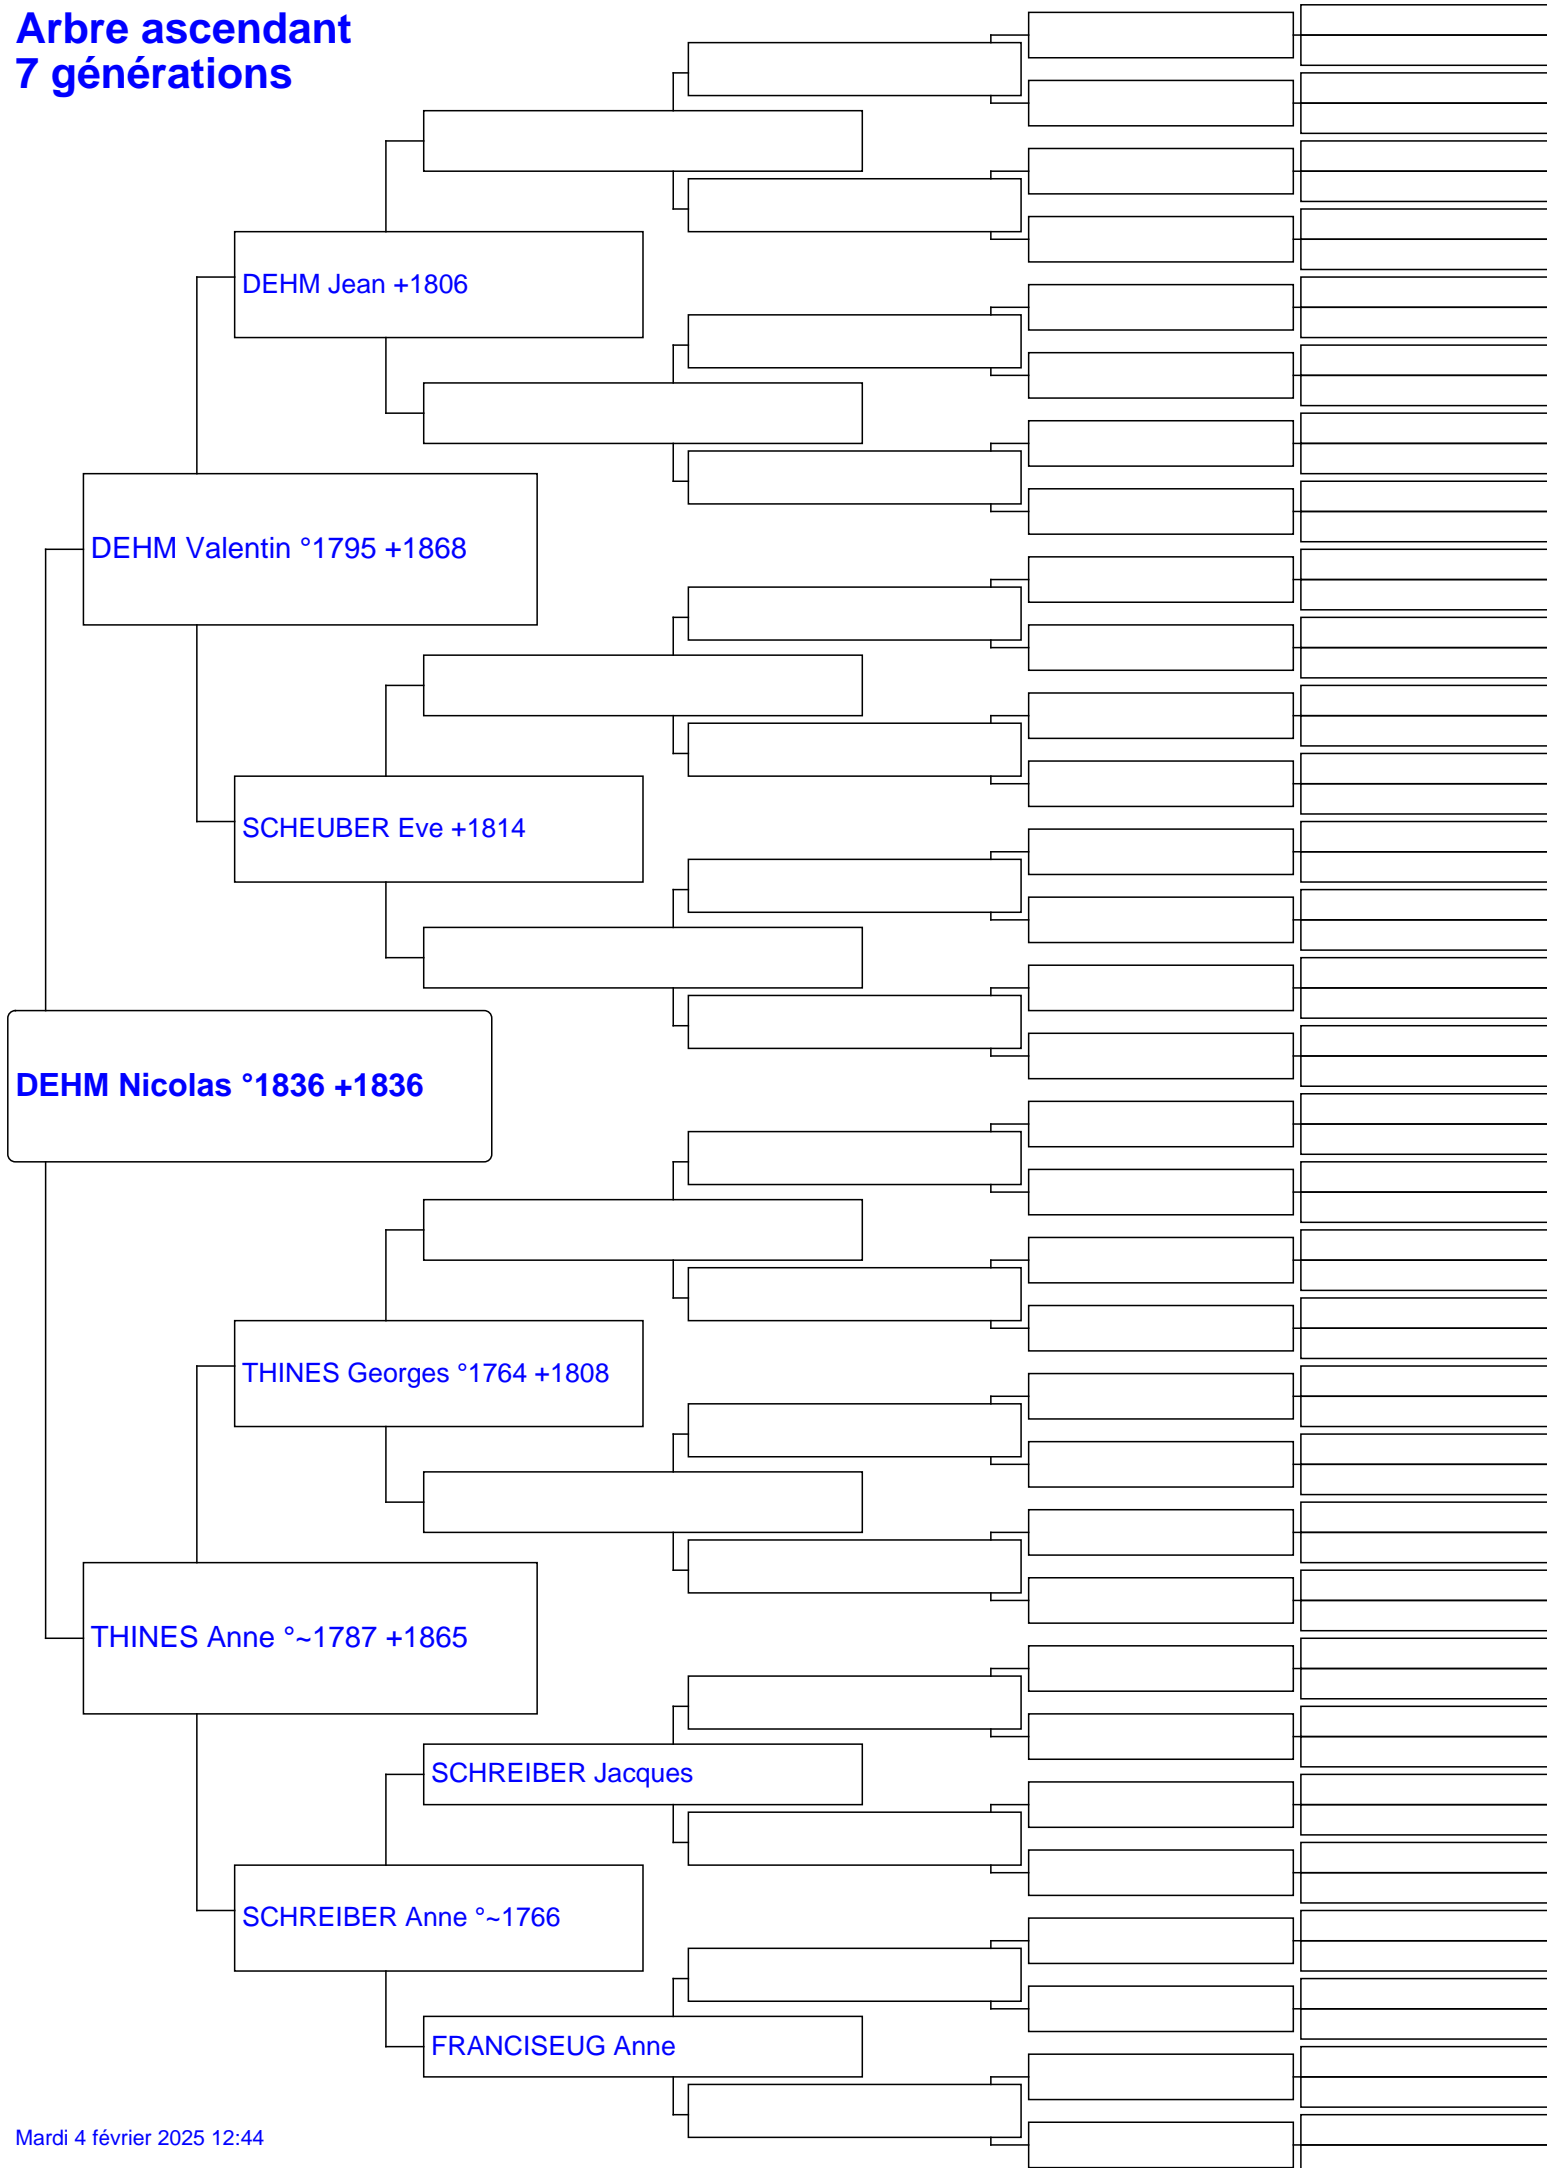 Arbre ascendant
7 générations
DEHM Jean +1806
DEHM Valentin °1795 +1868
SCHEUBER Eve +1814
DEHM Nicolas °1836 +1836
THINES Georges °1764 +1808
THINES Anne °~1787 +1865
SCHREIBER Jacques
SCHREIBER Anne °~1766
FRANCISEUG Anne
Mardi 4 février 2025 12:44